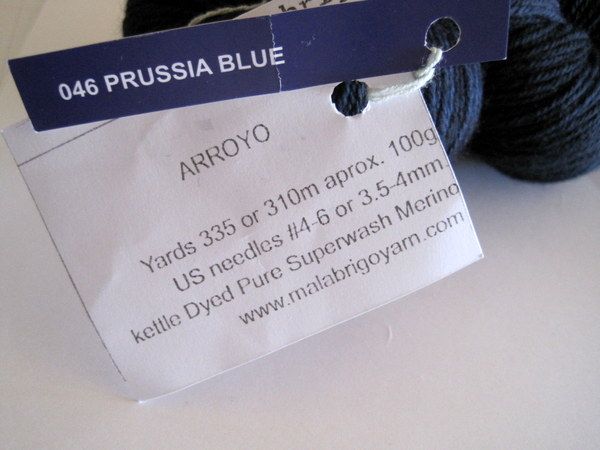 046 PRUSSIA BLUE
ARROYO
Yards 335 or 310m aprox. 100g
US needles #4-6 or 3.5-4mm
kettle Dyed Pure Superwash Merino
www.malabrigoyarn.com